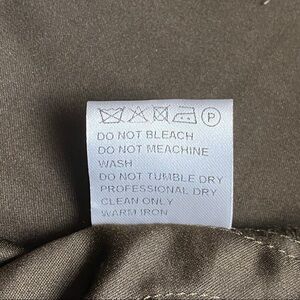 P
DO NOT BLEACH
DO NOT MEACHINE
WASH
DO NOT TUMBLE DRY
PROFESSIONAL DRY
CLEAN ONLY
WARM IRON